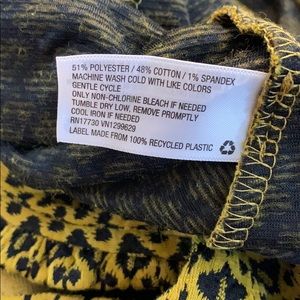 51% POLYESTER / 48% COTTON / 1% SPANDEX
MACHINE WASH COLD WITH LIKE COLORS
GENTLE CYCLE
ONLY NON-CHLORINE BLEACH IF NEEDED
TUMBLE DRY LOW, REMOVE PROMPTLY
COOL IRON IF NEEDED
RN17730 VN1299629
LABEL MADE FROM 100% RECYCLED PLASTIC